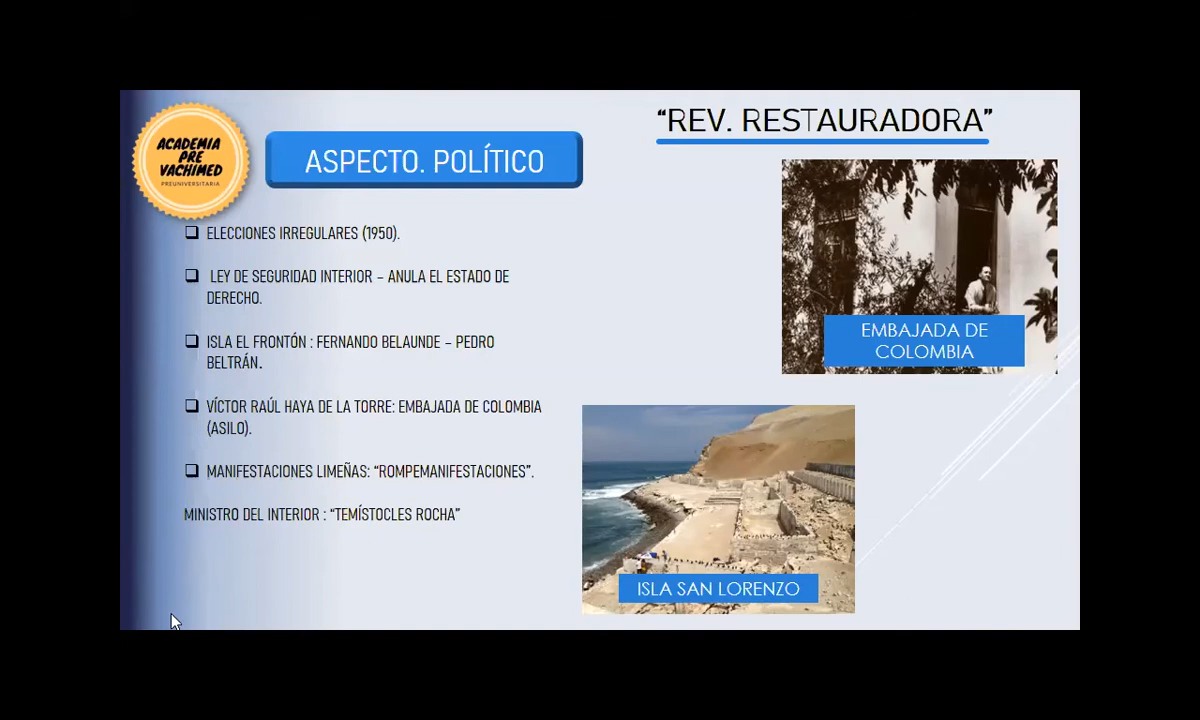 ACADEMIA
PRE
VACHIMED
PREUNIVERSITARIA
ASPECTO. POLÍTICO
“REV. RESTAURADORA”
❑ ELECCIONES IRREGULARES (1950).
❑ LEY DE SEGURIDAD INTERIOR – ANULA EL ESTADO DE
DERECHO.
❑ ISLA EL FRONTÓN : FERNANDO BELAUNDE – PEDRO
BELTRÁN.
❑ VÍCTOR RAÚL HAYA DE LA TORRE: EMBAJADA DE COLOMBIA
(ASILO).
❑ MANIFESTACIONES LIMEÑAS: “ROMPEMANIFESTACIONES”.
MINISTRO DEL INTERIOR : “TEMÍSTOCLES ROCHA”
EMBAJADA DE
COLOMBIA
ISLA SAN LORENZO